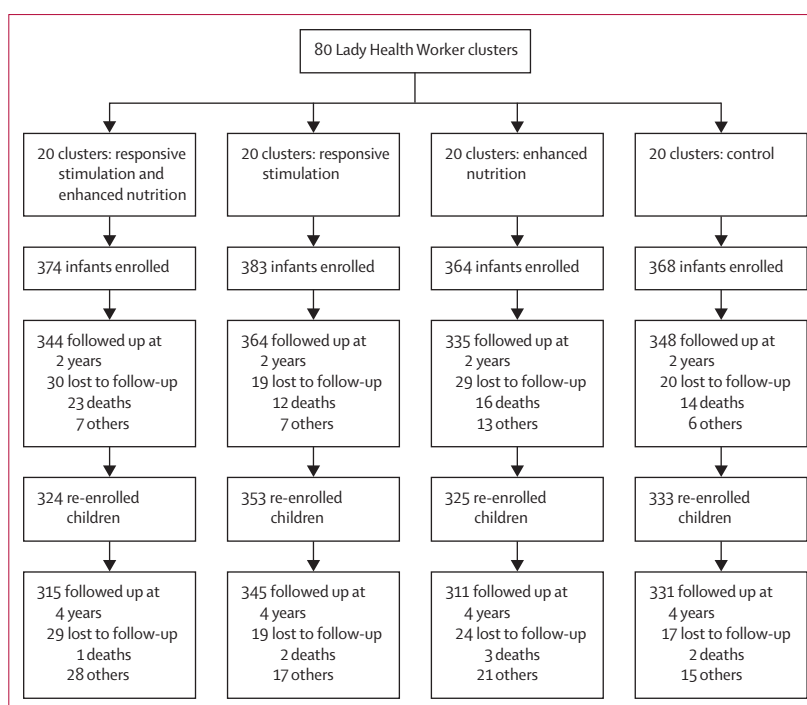 80 Lady Health Worker clusters
20 clusters: responsive
stimulation and
enhanced nutrition
20 clusters: responsive
stimulation
20 clusters: enhanced
nutrition
20 clusters: control
374 infants enrolled
383 infants enrolled
364 infants enrolled
368 infants enrolled
344 followed up at
2 years
30 lost to follow-up
23 deaths
7 others
364 followed up at
2 years
19 lost to follow-up
12 deaths
7 others
335 followed up at
2 years
29 lost to follow-up
16 deaths
13 others
348 followed up at
2 years
20 lost to follow-up
14 deaths
6 others
324 re-enrolled
children
353 re-enrolled
children
325 re-enrolled
children
333 re-enrolled
children
315 followed up at
4 years
29 lost to follow-up
1 deaths
28 others
345 followed up at
4 years
19 lost to follow-up
2 deaths
17 others
311 followed up at
4 years
24 lost to follow-up
3 deaths
21 others
331 followed up at
4 years
17 lost to follow-up
2 deaths
15 others